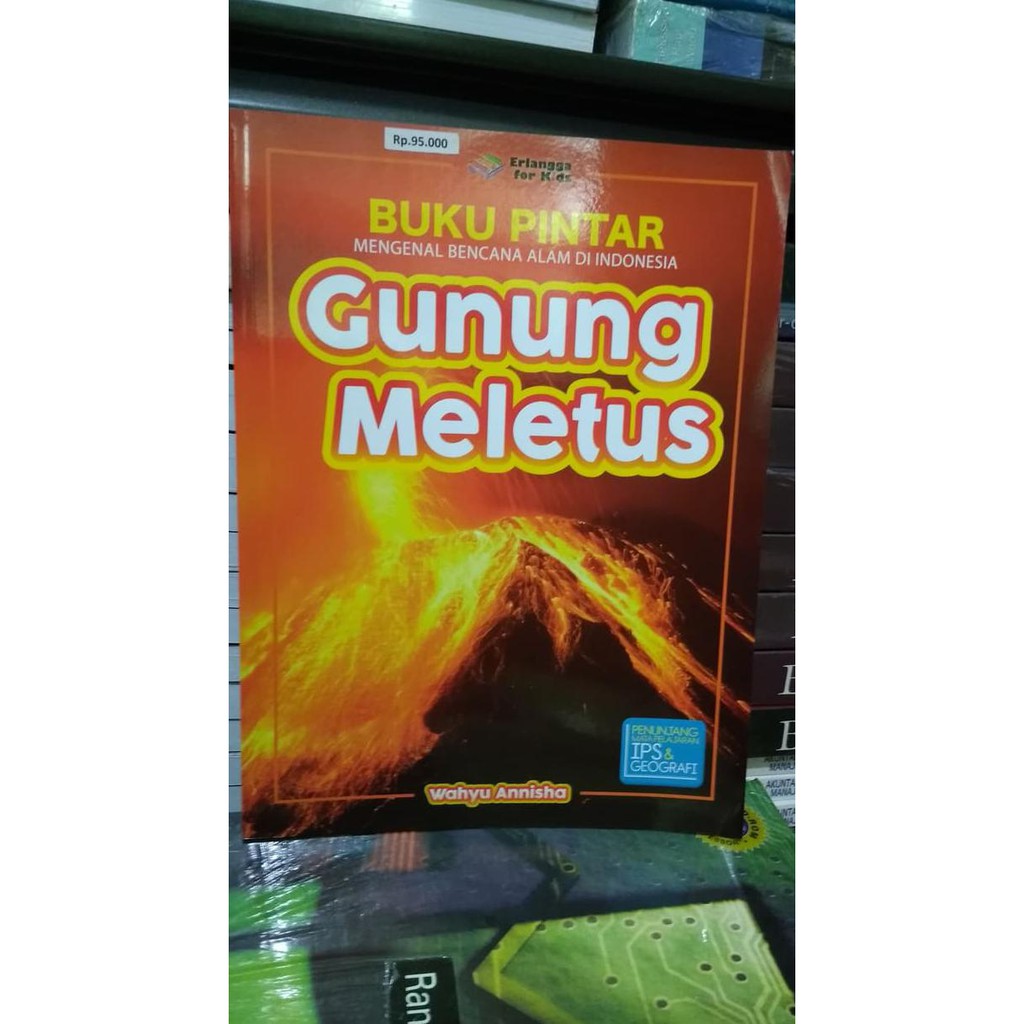 Rp.95.000
Erlangga
for Kids
BUKU PINTAR
MENGENAL BENCANA ALAM DI INDONESIA
Gunung
Meletus
PENUNJANG
MATA PELAJARAN
IPS &
GEOGRAFI
Wahyu Annisha
Ran